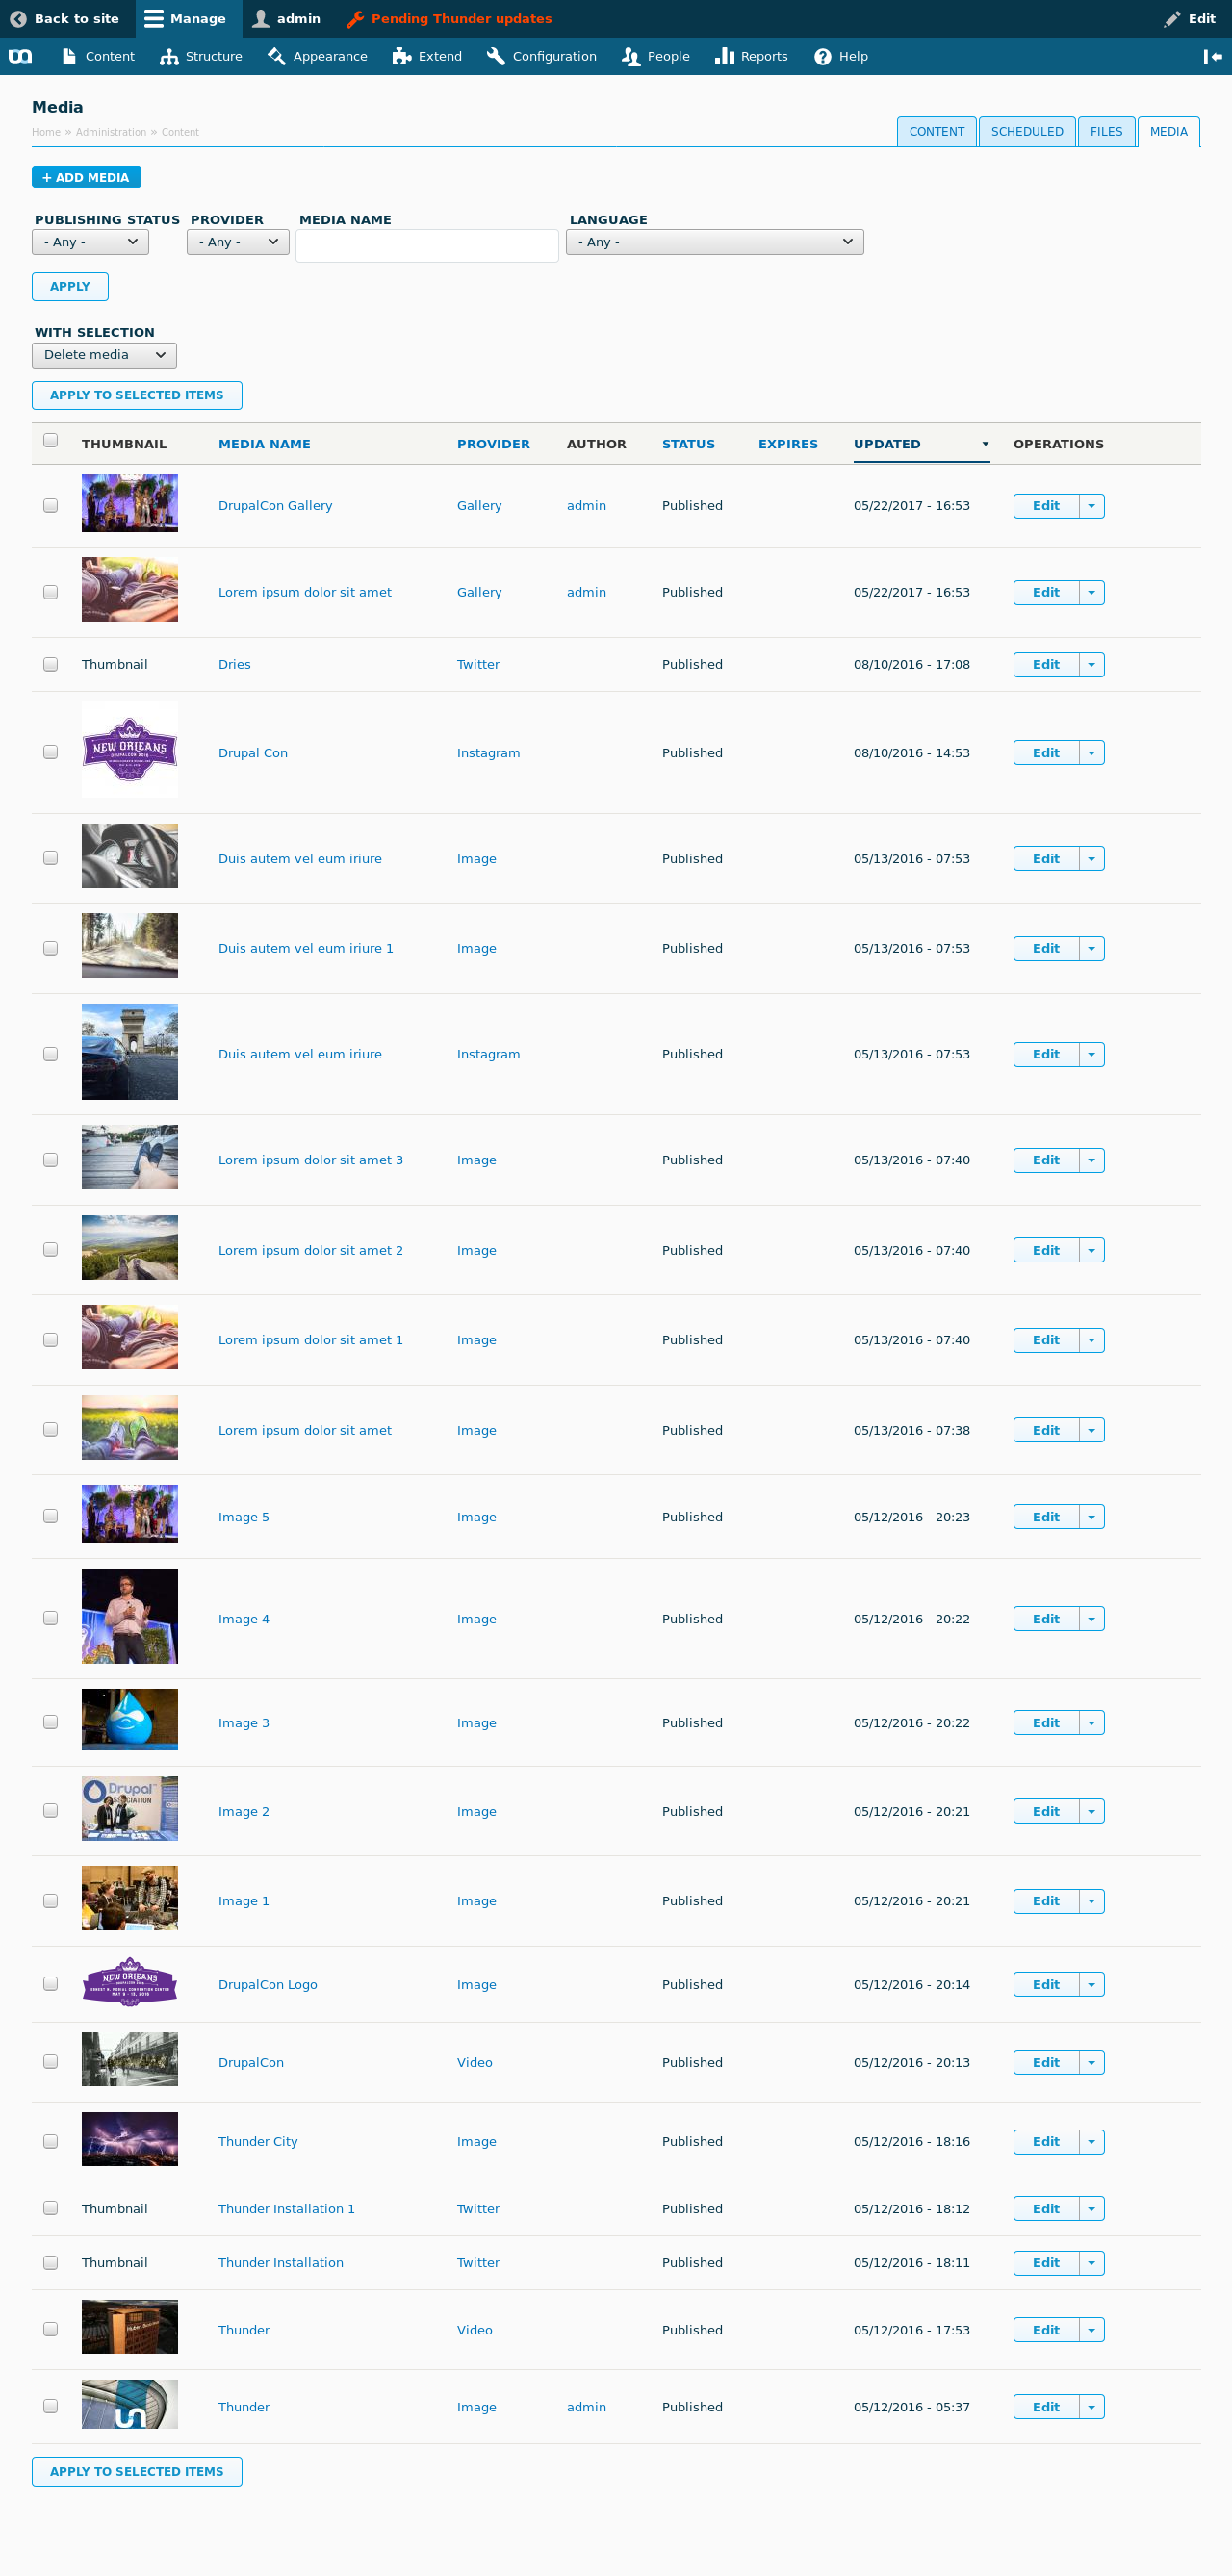 Back to site Manage admin Pending Thunder updates Edit
Content Structure Appearance Extend Configuration People Reports Help
Media
Home » Administration » Content
CONTENT SCHEDULED FILES MEDIA
+ ADD MEDIA
PUBLISHING STATUS PROVIDER MEDIA NAME LANGUAGE
- Any - - Any - - Any -
APPLY
WITH SELECTION
Delete media
APPLY TO SELECTED ITEMS
THUMBNAIL MEDIA NAME PROVIDER AUTHOR STATUS EXPIRES UPDATED OPERATIONS
DrupalCon Gallery Gallery admin Published 05/22/2017 - 16:53 Edit
Lorem ipsum dolor sit amet Gallery admin Published 05/22/2017 - 16:53 Edit
Thumbnail Dries Twitter Published 08/10/2016 - 17:08 Edit
NEW ORLEANS
Drupal Con Instagram Published 08/10/2016 - 14:53 Edit
Duis autem vel eum iriure Image Published 05/13/2016 - 07:53 Edit
Duis autem vel eum iriure 1 Image Published 05/13/2016 - 07:53 Edit
Duis autem vel eum iriure Instagram Published 05/13/2016 - 07:53 Edit
Lorem ipsum dolor sit amet 3 Image Published 05/13/2016 - 07:40 Edit
Lorem ipsum dolor sit amet 2 Image Published 05/13/2016 - 07:40 Edit
Lorem ipsum dolor sit amet 1 Image Published 05/13/2016 - 07:40 Edit
Lorem ipsum dolor sit amet Image Published 05/13/2016 - 07:38 Edit
Image 5 Image Published 05/12/2016 - 20:23 Edit
Image 4 Image Published 05/12/2016 - 20:22 Edit
Image 3 Image Published 05/12/2016 - 20:22 Edit
Drupal
Image 2 Image Published 05/12/2016 - 20:21 Edit
Image 1 Image Published 05/12/2016 - 20:21 Edit
NEW ORLEANS
DrupalCon Logo Image Published 05/12/2016 - 20:14 Edit
DrupalCon Video Published 05/12/2016 - 20:13 Edit
Thunder City Image Published 05/12/2016 - 18:16 Edit
Thumbnail Thunder Installation 1 Twitter Published 05/12/2016 - 18:12 Edit
Thumbnail Thunder Installation Twitter Published 05/12/2016 - 18:11 Edit
Thunder Video Published 05/12/2016 - 17:53 Edit
Thunder Image admin Published 05/12/2016 - 05:37 Edit
APPLY TO SELECTED ITEMS